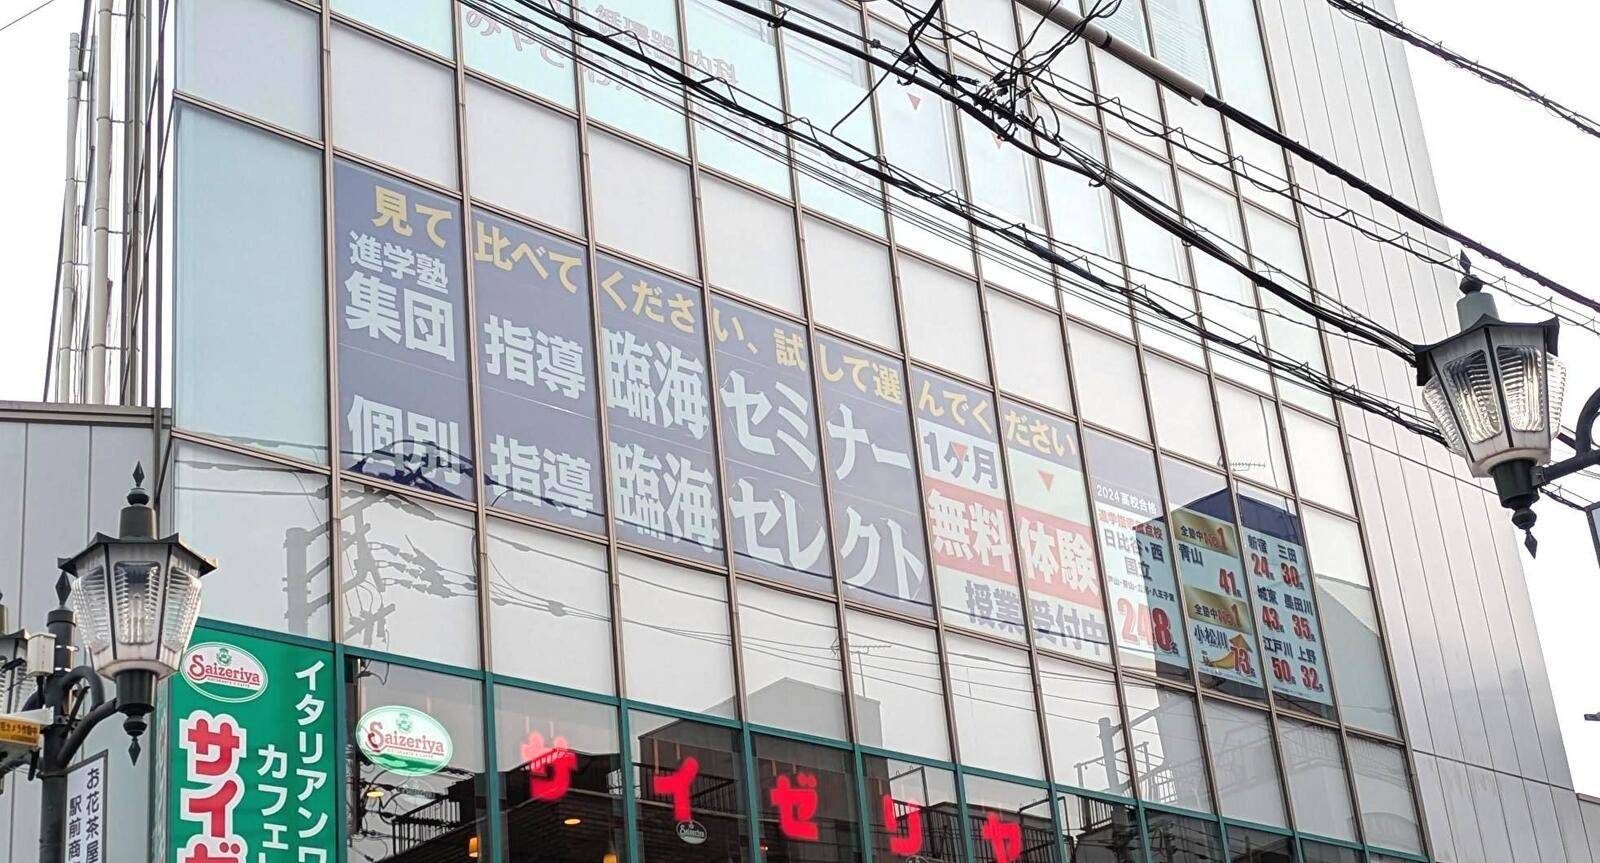 見て比べてください、試して選んでください
進学塾
集団指導 臨海セミナー
個別指導 臨海セレクト
1ヶ月
無料体験
授業受付中
2024 高校合格
日比谷・西
国立
248名
全塾中No.1
青山
41名
全塾中No.1
小松川
73名
新宿 三田
24名 30名
城東 墨田川
43名 35名
江戸川 上野
50名 32名
Saizeriya
イタリアンワ
カフェレ
サイゼ
Saizeriya
サイゼリヤ
Saizeriya
お花茶屋
駅前商